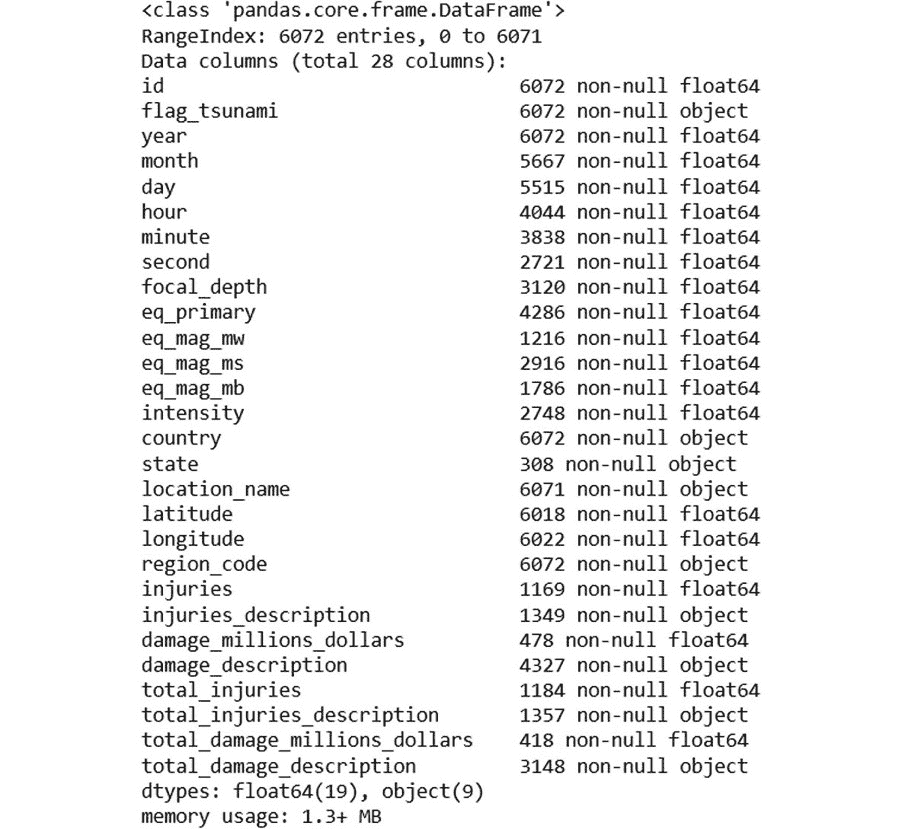 <class 'pandas.core.frame.DataFrame'>
RangeIndex: 6072 entries, 0 to 6071
Data columns (total 28 columns):
id                               6072 non-null float64
flag_tsunami                     6072 non-null object
year                             6072 non-null float64
month                            5667 non-null float64
day                              5515 non-null float64
hour                             4044 non-null float64
minute                           3838 non-null float64
second                           2721 non-null float64
focal_depth                      3120 non-null float64
eq_primary                       4286 non-null float64
eq_mag_mw                        1216 non-null float64
eq_mag_ms                        2916 non-null float64
eq_mag_mb                        1786 non-null float64
intensity                        2748 non-null float64
country                          6072 non-null object
state                            308 non-null object
location_name                    6071 non-null object
latitude                         6018 non-null float64
longitude                        6022 non-null float64
region_code                      6072 non-null object
injuries                         1169 non-null float64
injuries_description             1349 non-null object
damage_millions_dollars          478 non-null float64
damage_description               4327 non-null object
total_injuries                   1184 non-null float64
total_injuries_description       1357 non-null object
total_damage_millions_dollars    418 non-null float64
total_damage_description         3148 non-null object
dtypes: float64(19), object(9)
memory usage: 1.3+ MB